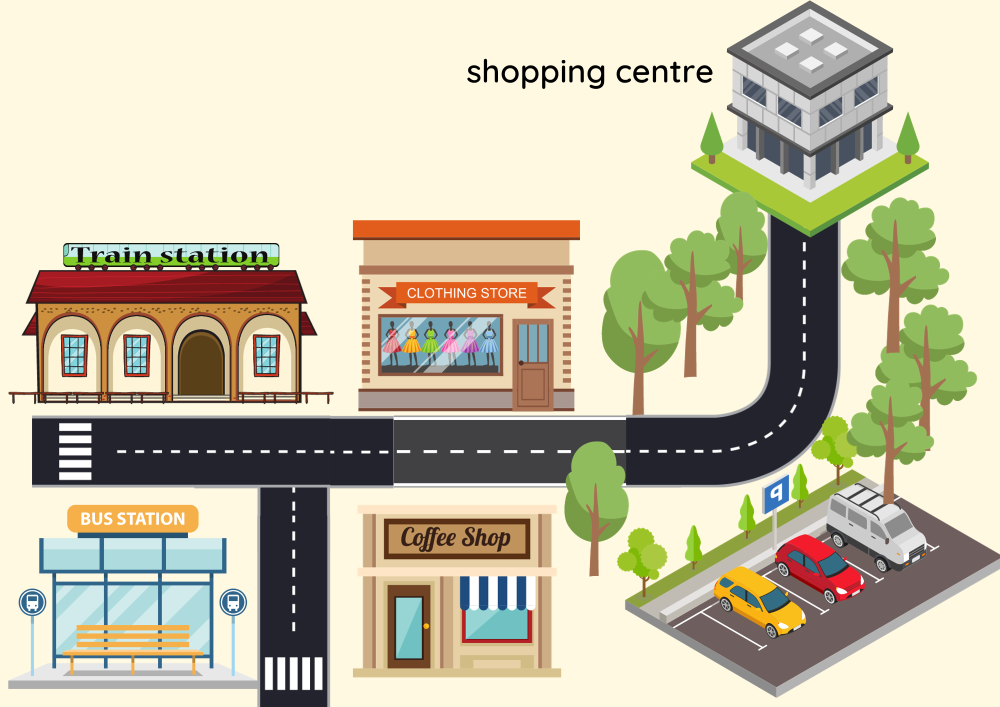 shopping centre
Train station
CLOTHING STORE
BUS STATION
Coffee Shop
P